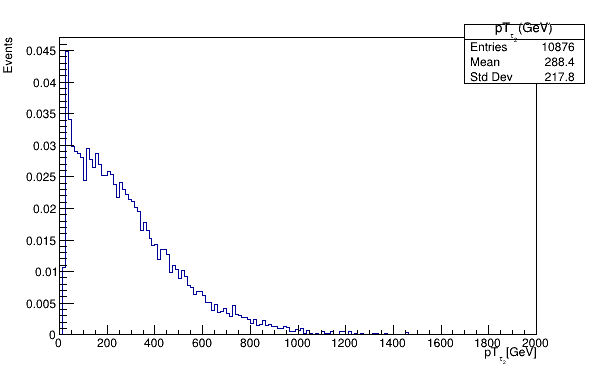 pT_τ₂(GeV)
Entries 10876
Mean 288.4
Std Dev 217.8
Events
0.045
0.04
0.035
0.03
0.025
0.02
0.015
0.01
0.005
0
0 200 400 600 800 1000 1200 1400 1600 1800 2000
pT_τ₂[GeV]